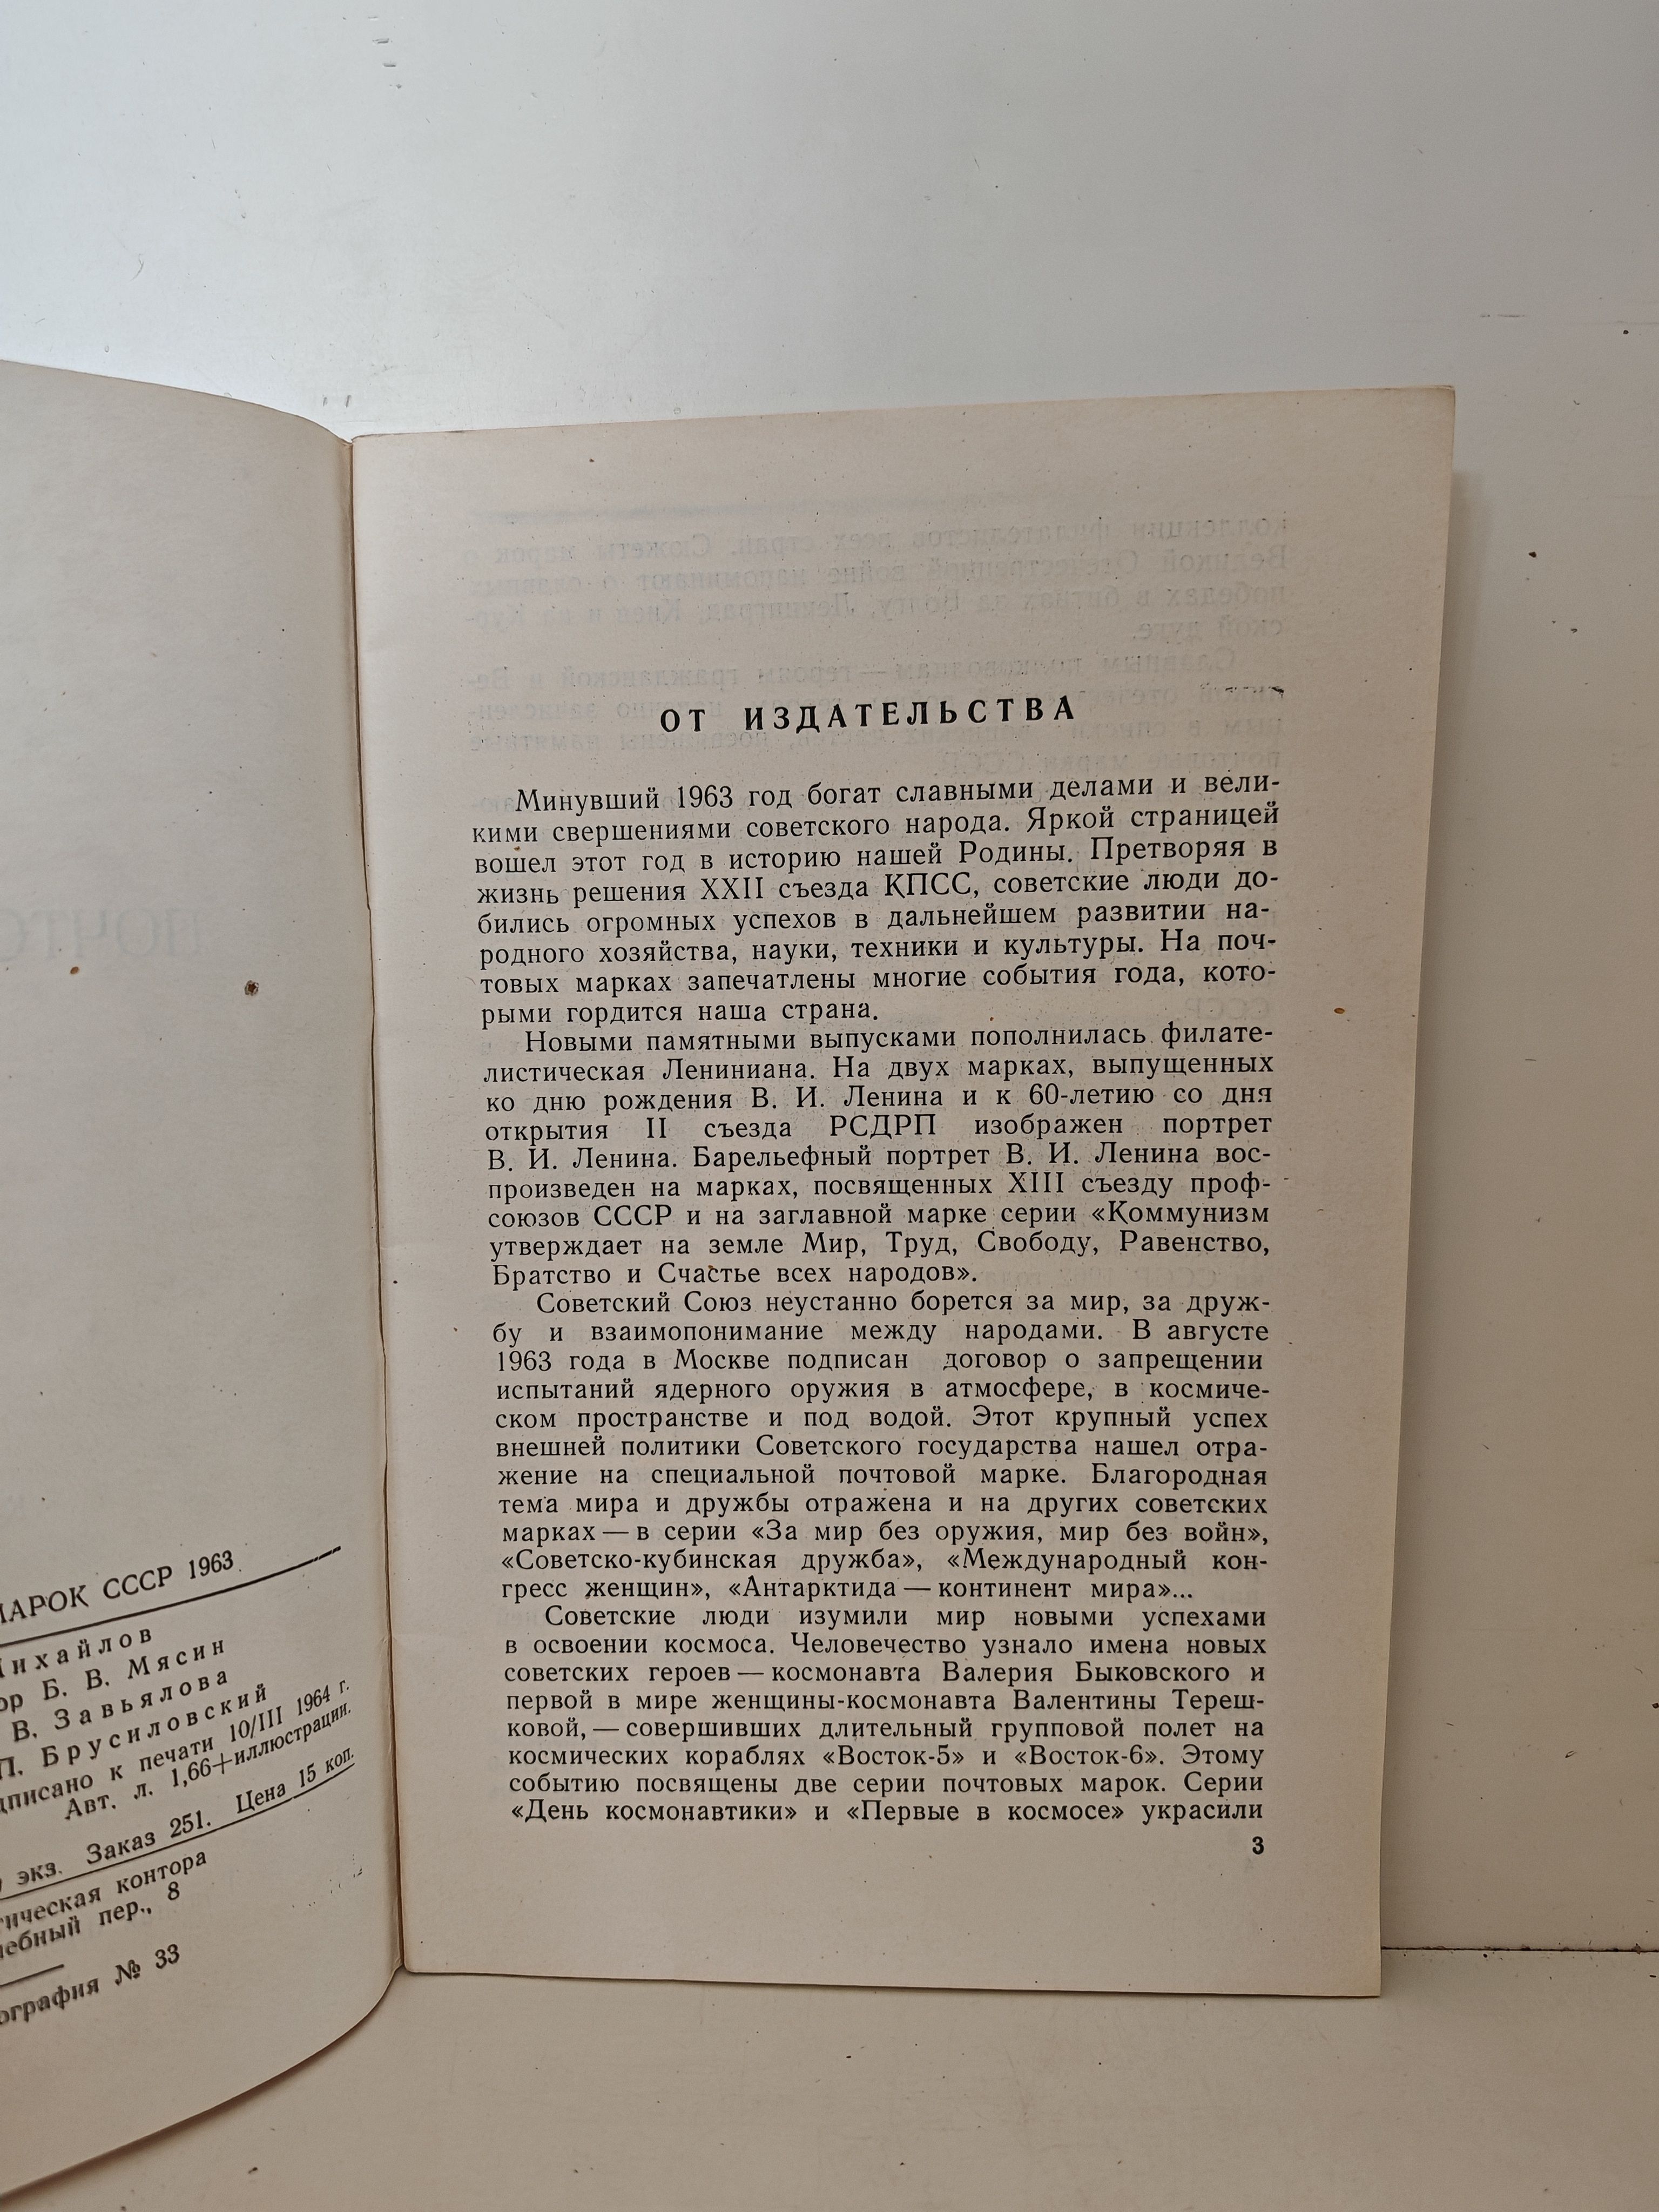 МАРОК СССР 1963
Михайлов
Б. В. Мясин
В. Завьялова
П. Брусиловский
к печати 10/III 1964 г.
Авт. л. 1,66+иллюстрации.
экз. Заказ 251. Цена 15 коп.
контора
пер., 8
№ 33
ОТ ИЗДАТЕЛЬСТВА
Минувший 1963 год богат славными делами и вели-
кими свершениями советского народа. Яркой страницей
вошел этот год в историю нашей Родины. Претворяя в
жизнь решения XXII съезда КПСС, советские люди до-
бились огромных успехов в дальнейшем развитии на-
родного хозяйства, науки, техники и культуры. На поч-
товых марках запечатлены многие события года, кото-
рыми гордится наша страна.
Новыми памятными выпусками пополнилась филате-
листическая Лениниана. На двух марках, выпущенных
ко дню рождения В. И. Ленина и к 60-летию со дня
открытия II съезда РСДРП изображен портрет
В. И. Ленина. Барельефный портрет В. И. Ленина вос-
произведен на марках, посвященных XIII съезду проф-
союзов СССР и на заглавной марке серии «Коммунизм
утверждает на земле Мир, Труд, Свободу, Равенство,
Братство и Счастье всех народов».
Советский Союз неустанно борется за мир, за друж-
бу и взаимопонимание между народами. В августе
1963 года в Москве подписан договор о запрещении
испытаний ядерного оружия в атмосфере, в космиче-
ском пространстве и под водой. Этот крупный успех
внешней политики Советского государства нашел отра-
жение на специальной почтовой марке. Благородная
тема мира и дружбы отражена и на других советских
марках — в серии «За мир без оружия, мир без войн»,
«Советско-кубинская дружба», «Международный кон-
гресс женщин», «Антарктида — континент мира»...
Советские люди изумили мир новыми успехами
в освоении космоса. Человечество узнало имена новых
советских героев — космонавта Валерия Быковского и
первой в мире женщины-космонавта Валентины Тереш-
ковой, — совершивших длительный групповой полет на
космических кораблях «Восток-5» и «Восток-6». Этому
событию посвящены две серии почтовых марок. Серии
«День космонавтики» и «Первые в космосе» украсили
3